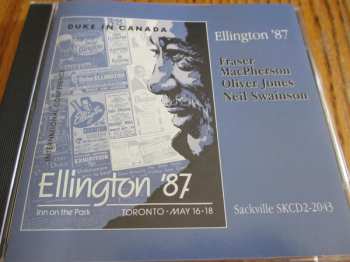 DUKE IN CANADA
Ellington '87
Fraser
MacPherson
Oliver Jones
Neil Swainson
Ellington '87
Inn on the Park
TORONTO • MAY 16-18
Sackville SKCD2-2043